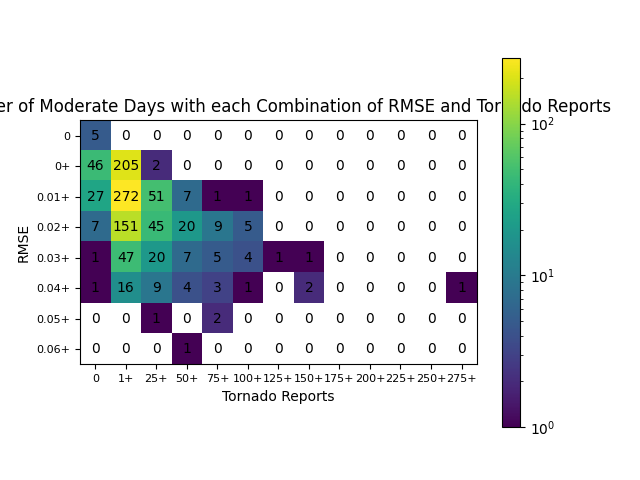 er of Moderate Days with each Combination of RMSE and Tornado Reports
RMSE
0 5 0 0 0 0 0 0 0 0 0 0 0 0
0+ 46 205 2 0 0 0 0 0 0 0 0 0 0
0.01+ 27 272 51 7 1 1 0 0 0 0 0 0 0
0.02+ 7 151 45 20 9 5 0 0 0 0 0 0 0
0.03+ 1 47 20 7 5 4 1 1 0 0 0 0 0
0.04+ 1 16 9 4 3 1 0 2 0 0 0 0 1
0.05+ 0 0 1 0 2 0 0 0 0 0 0 0 0
0.06+ 0 0 0 1 0 0 0 0 0 0 0 0 0
0 1+ 25+ 50+ 75+ 100+ 125+ 150+ 175+ 200+ 225+ 250+ 275+
Tornado Reports
10²
10¹
10⁰